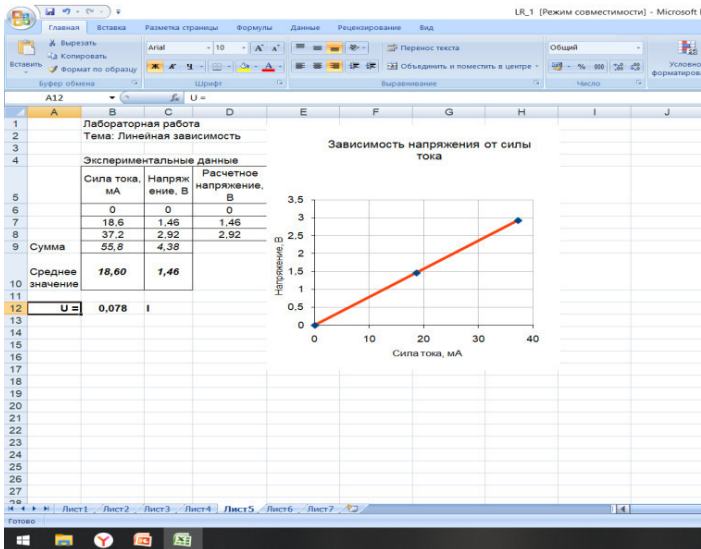 LR_1 [Режим совместимости] - Microsoft
Главная Вставка Разметка страницы Формулы Данные Рецензирование Вид
Вставить
Вырезать
Копировать
Формат по образцу
Буфер обмена
Arial 10
Ж К Ч
Шрифт
Перенос текста
Объединить и поместить в центре
Выравнивание
Общий
% 000
Число
Условно
форматиров
A12 fx U =
A B C D E F G H I J
1 Лабораторная работа
2 Тема: Линейная зависимость
3
4 Экспериментальные данные
5 Сила тока, мА Напряжение, В Расчетное напряжение, В
6 0 0 0
7 18,6 1,46 1,46
8 37,2 2,92 2,92
9 Сумма 55,8 4,38
10 Среднее значение 18,60 1,46
11
12 U = 0,078 I
13
14
15
16
17
18
19
20
21
22
23
24
25
26
27
28
Зависимость напряжения от силы
тока
Напряжение, В
3,5
3
2,5
2
1,5
1
0,5
0
0 10 20 30 40
Сила тока, мА
Лист1 Лист2 Лист3 Лист4 Лист5 Лист6 Лист7
Готово